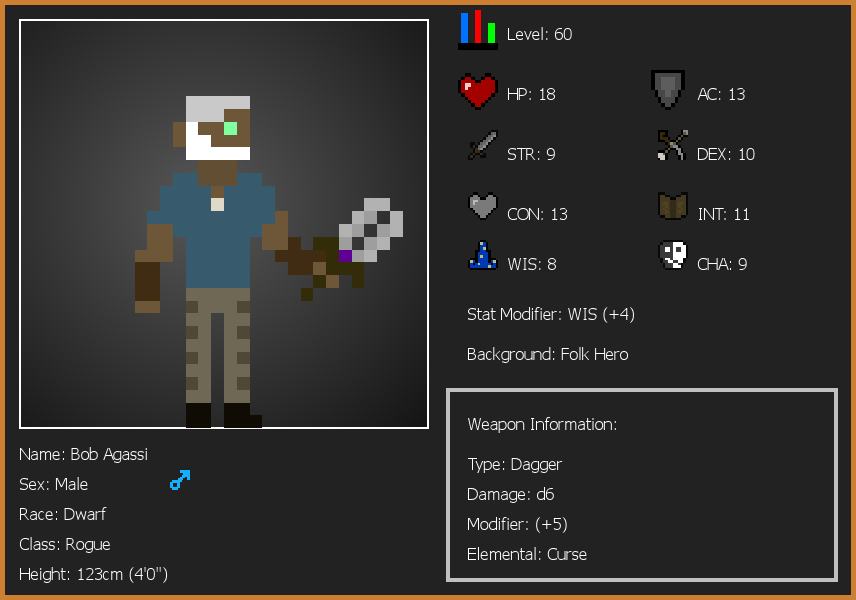 Level: 60
HP: 18
AC: 13
STR: 9
DEX: 10
CON: 13
INT: 11
WIS: 8
CHA: 9
Stat Modifier: WIS (+4)
Background: Folk Hero
Weapon Information:
Type: Dagger
Damage: d6
Modifier: (+5)
Elemental: Curse
Name: Bob Agassi
Sex: Male
Race: Dwarf
Class: Rogue
Height: 123cm (4'0")